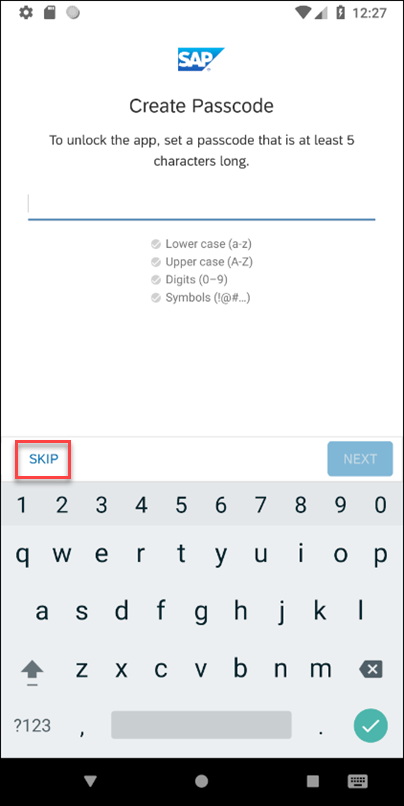 12:27
SAP
Create Passcode
To unlock the app, set a passcode that is at least 5
characters long.
Lower case (a-z)
Upper case (A-Z)
Digits (0–9)
Symbols (!@#...)
SKIP
NEXT
1 2 3 4 5 6 7 8 9 0
q w e r t y u i o p
a s d f g h j k l
z x c v b n m
?123 , .